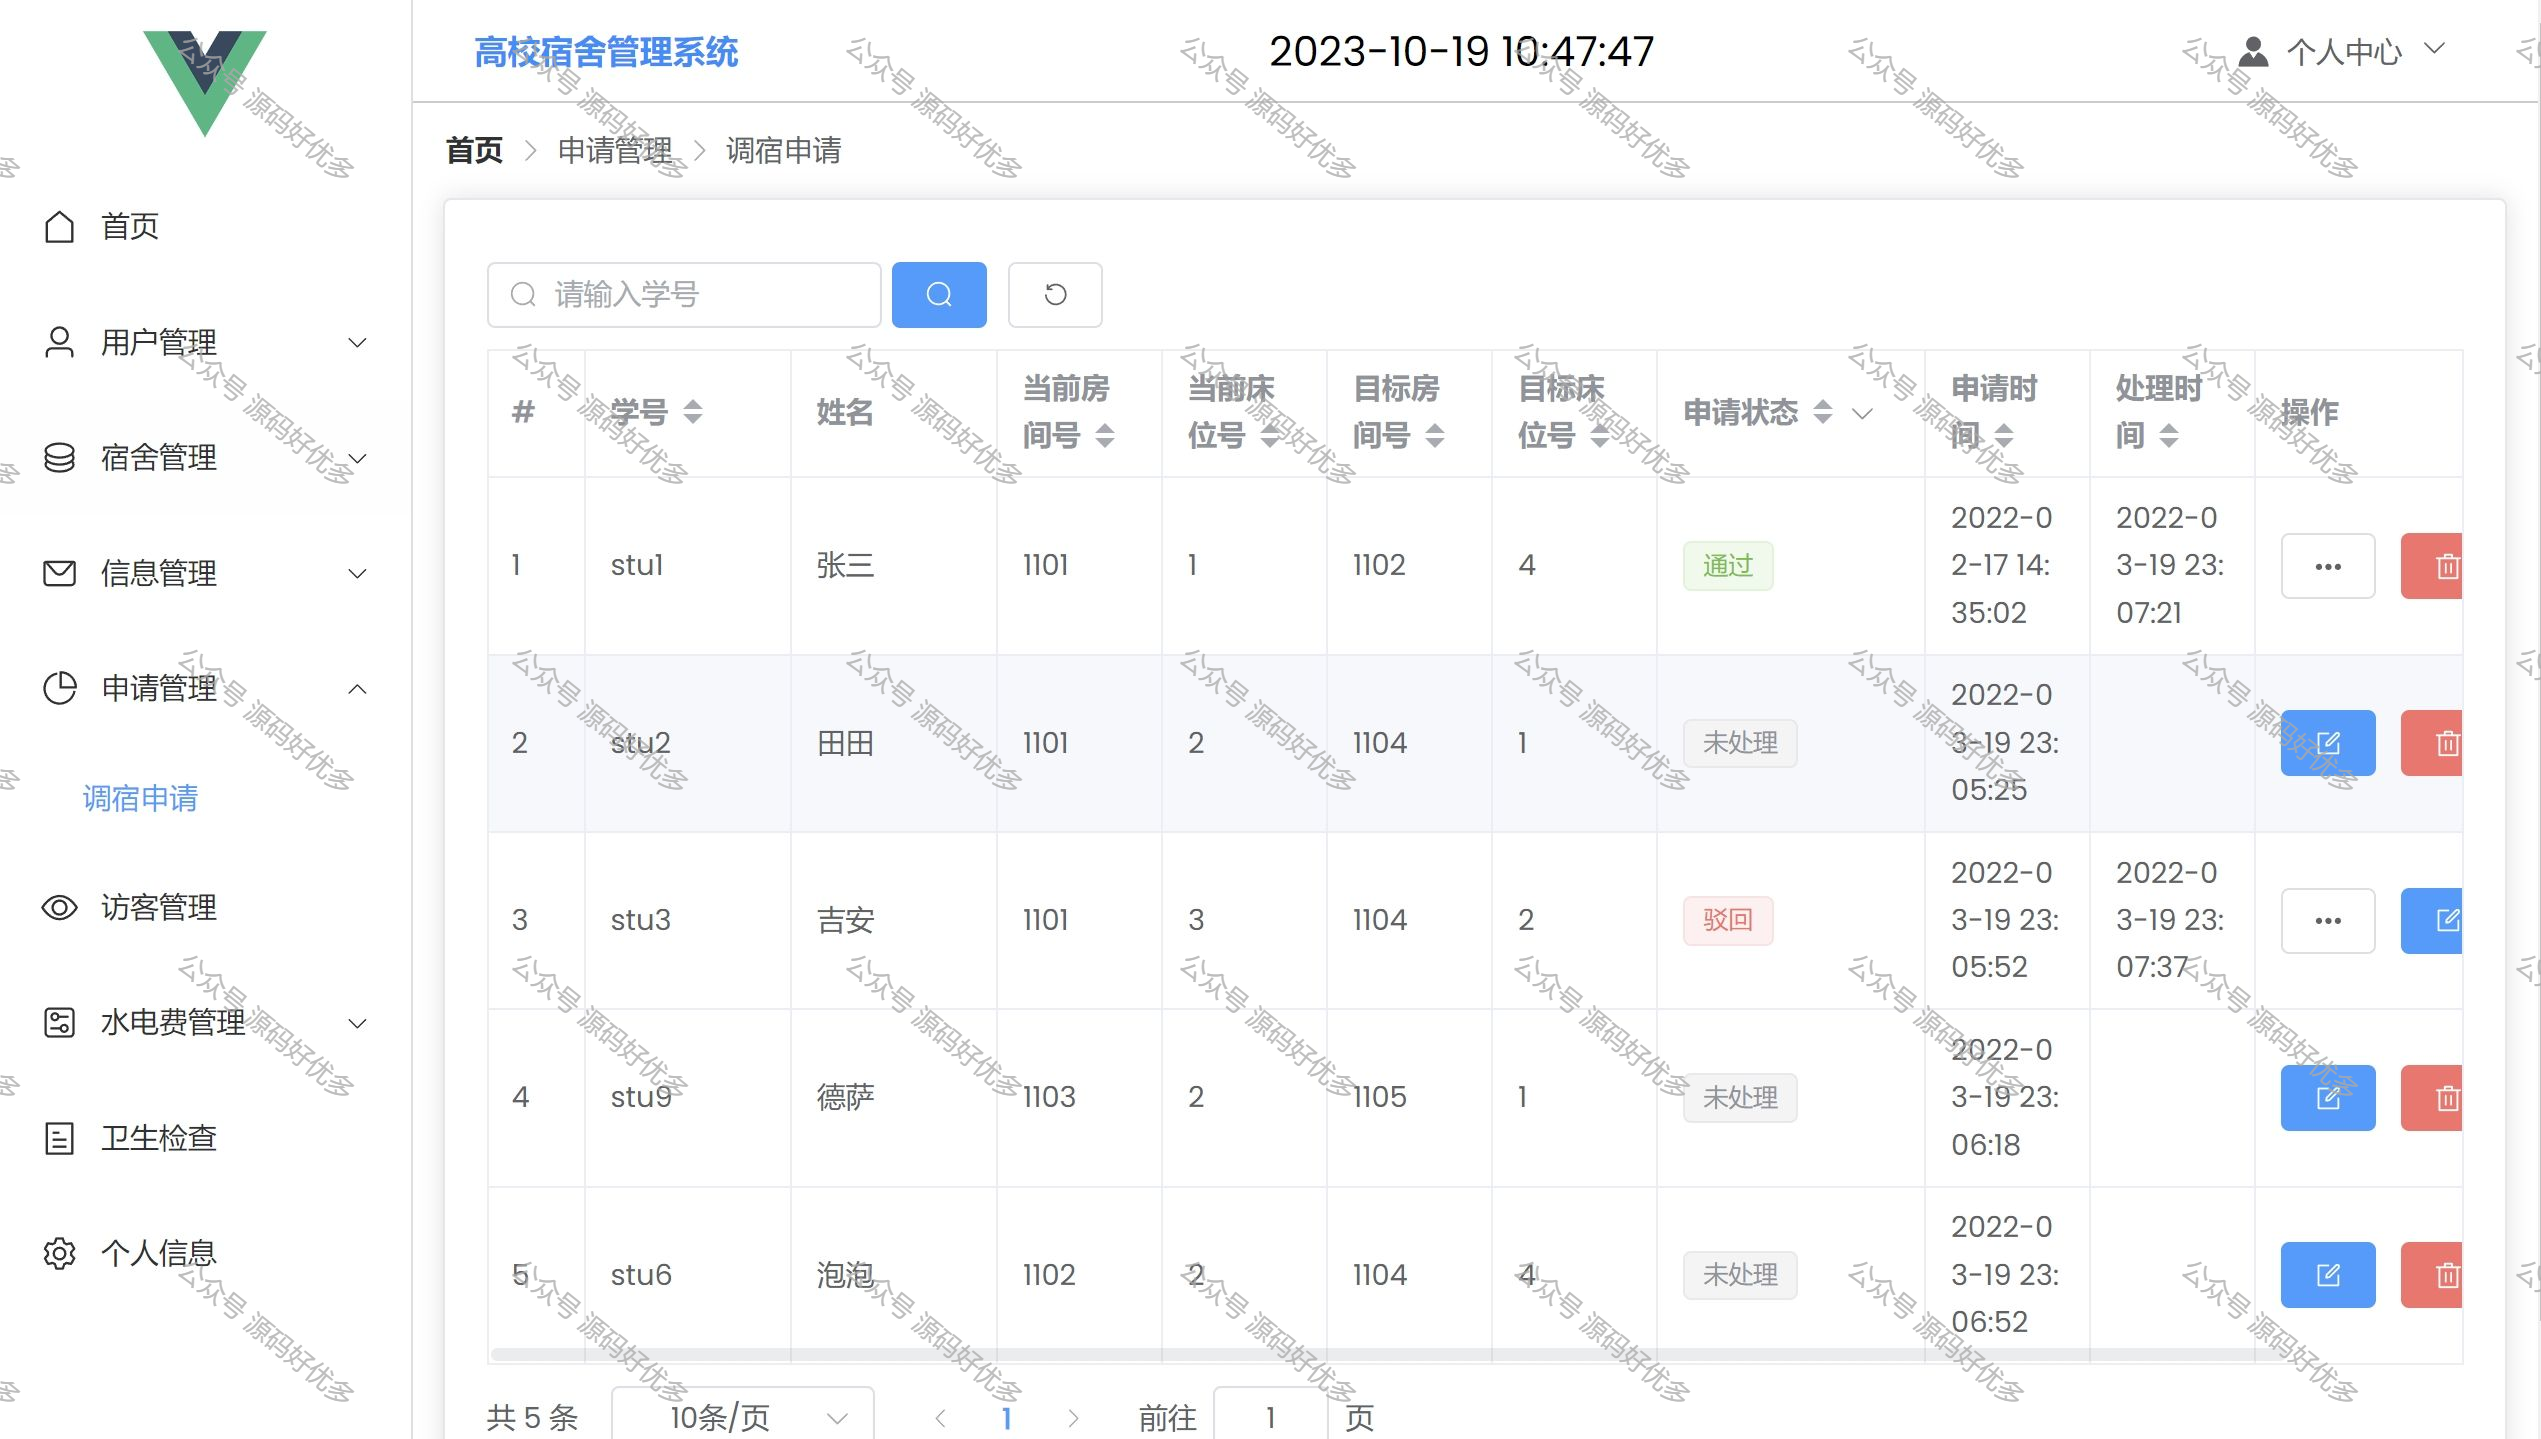 高校宿舍管理系统
2023-10-19 10:47:47
个人中心
首页
用户管理
宿舍管理
信息管理
申请管理
调宿申请
访客管理
水电费管理
卫生检查
个人信息
首页 > 申请管理 > 调宿申请
请输入学号
# 学号 姓名 当前房间号 当前床位号 目标房间号 目标床位号 申请状态 申请时间 处理时间 操作
1 stu1 张三 1101 1 1102 4 通过 2022-02-17 14:35:02 2022-03-19 23:07:21
2 stu2 田田 1101 2 1104 1 未处理 2022-03-19 23:05:25
3 stu3 吉安 1101 3 1104 2 驳回 2022-03-19 23:05:52 2022-03-19 23:07:37
4 stu9 德萨 1103 2 1105 1 未处理 2022-03-19 23:06:18
5 stu6 泡泡 1102 2 1104 4 未处理 2022-03-19 23:06:52
共 5 条 10条/页 1 前往 1 页
公众号 源码好优多